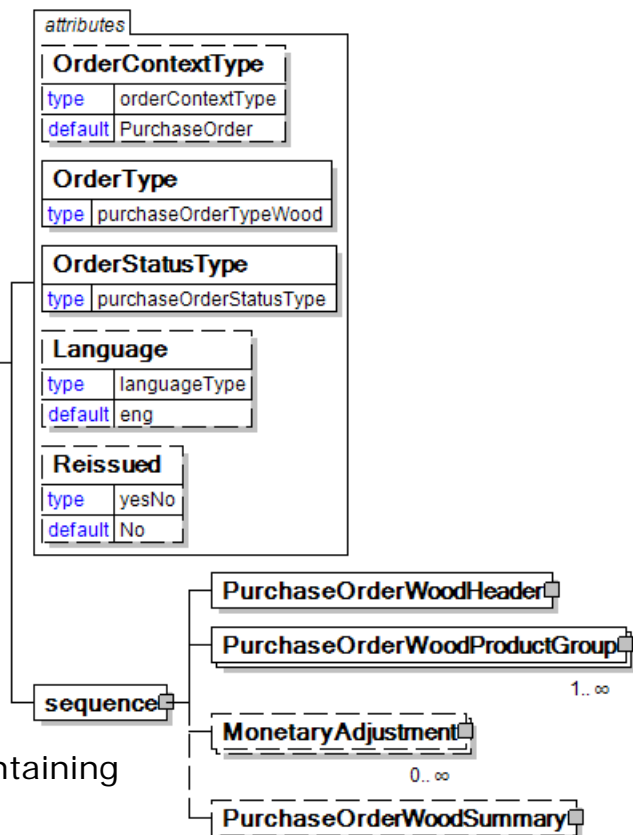 attributes
OrderContextType
type orderContextType
default PurchaseOrder
OrderType
type purchaseOrderTypeWood
OrderStatusType
type purchaseOrderStatusType
Language
type languageType
default eng
Reissued
type yesNo
default No
PurchaseOrderWoodHeader
PurchaseOrderWoodProductGroup
1.. ∞
sequence
MonetaryAdjustment
0.. ∞
ntaining
PurchaseOrderWoodSummary